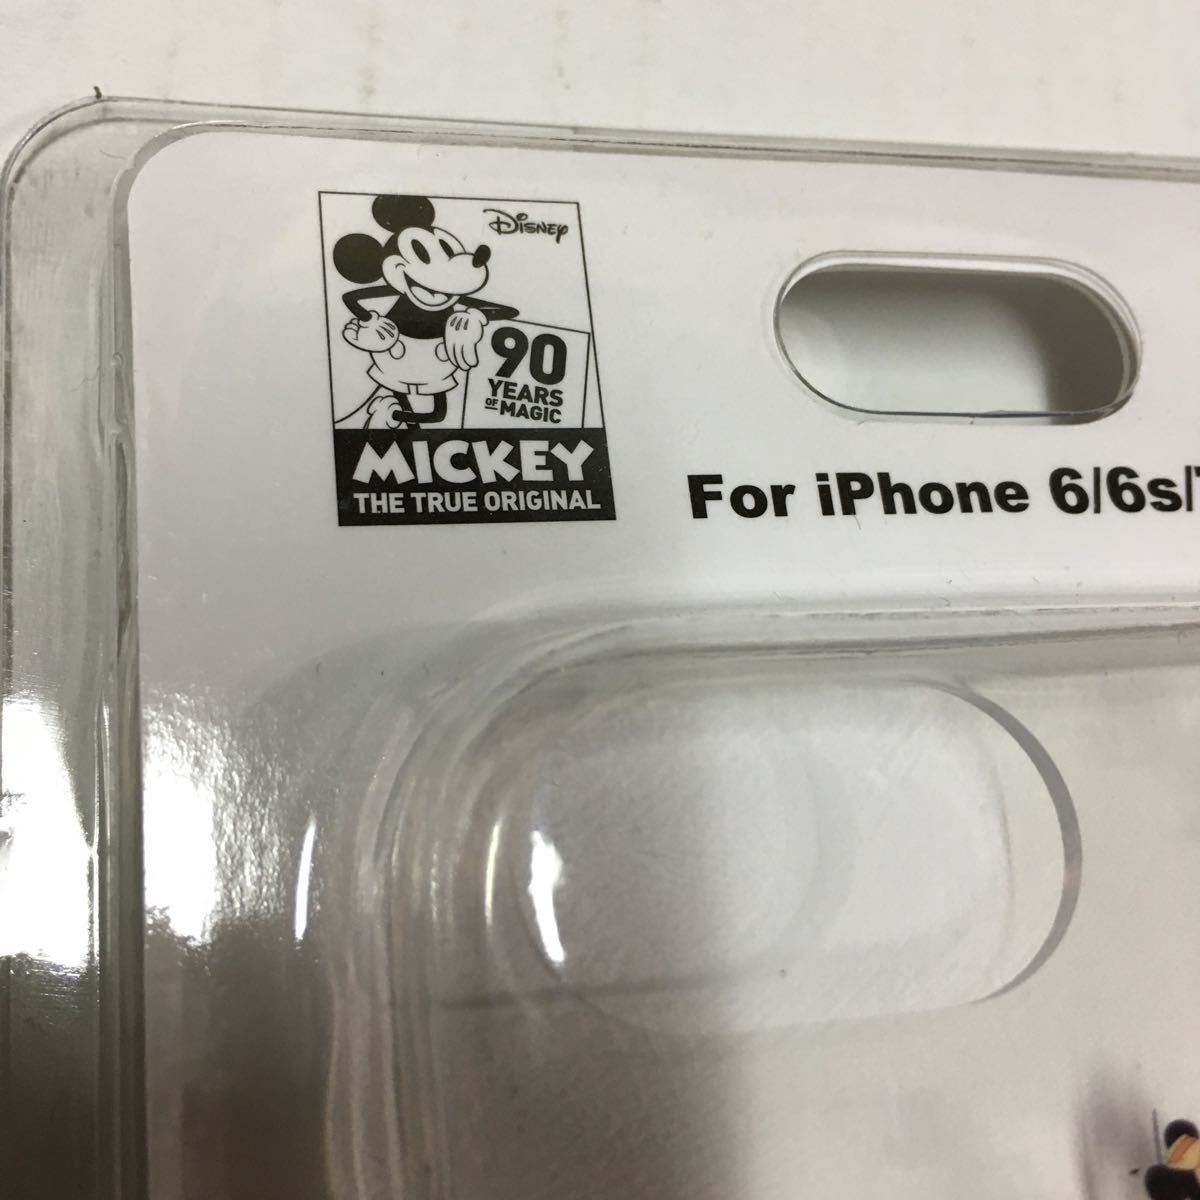 Disney
90
YEARS
OF MAGIC
MICKEY
THE TRUE ORIGINAL
For iPhone 6/6s/